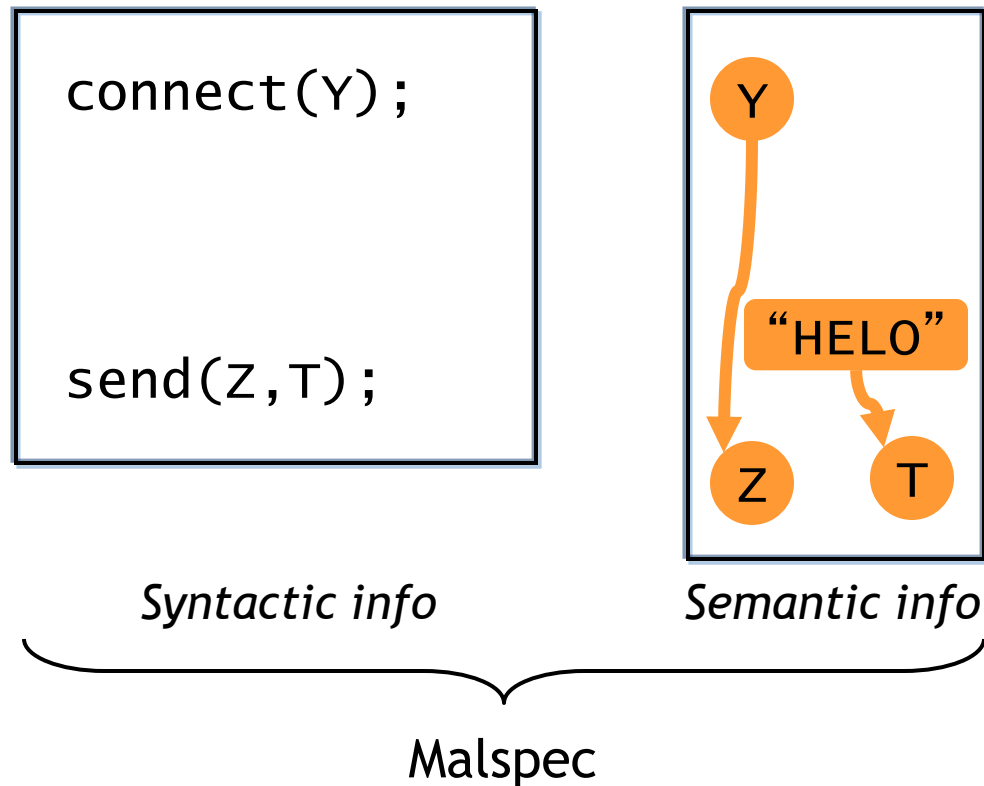 connect(Y);
send(Z,T);
Y
“HELO”
Z
T
Syntactic info
Semantic info
Malspec